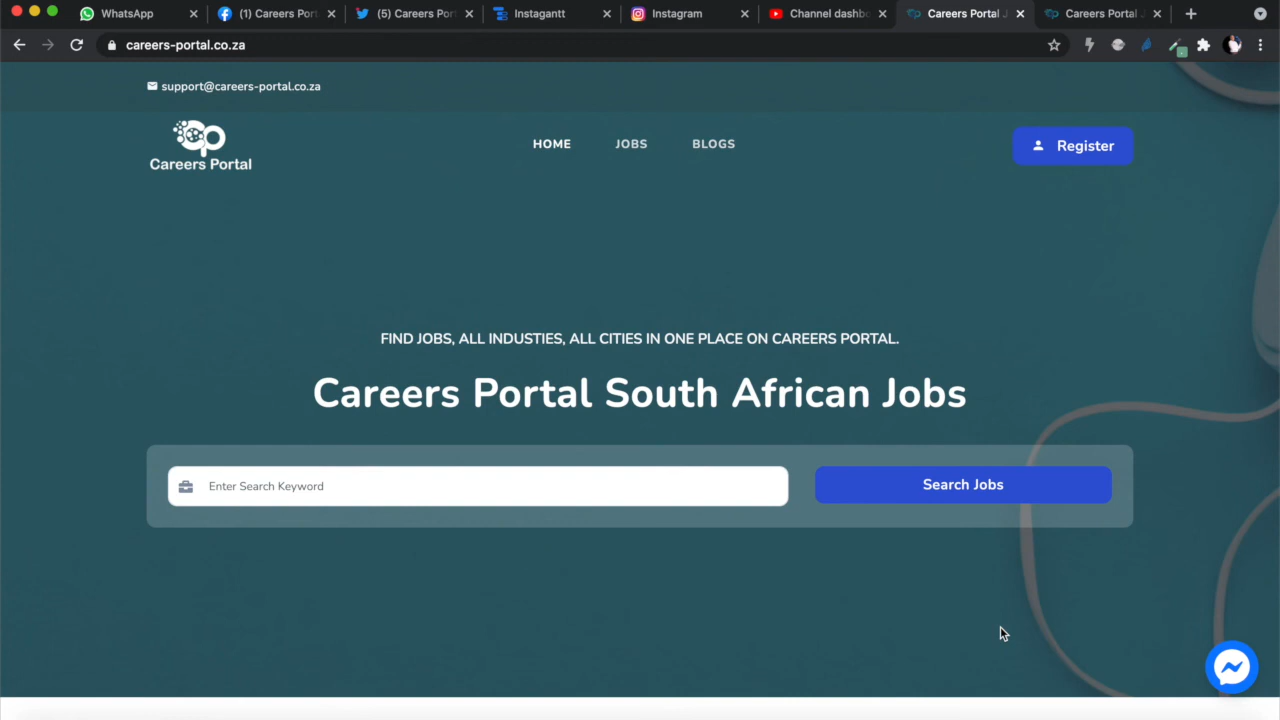 WhatsApp
(1) Careers Port
(5) Careers Por
Instagantt
Instagram
Channel dashbo
Careers Portal J
Careers Portal J
careers-portal.co.za
support@careers-portal.co.za
Careers Portal
HOME
JOBS
BLOGS
Register
FIND JOBS, ALL INDUSTIES, ALL CITIES IN ONE PLACE ON CAREERS PORTAL.
Careers Portal South African Jobs
Enter Search Keyword
Search Jobs